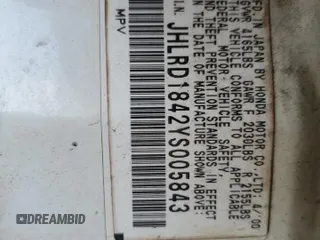 MFD.IN JAPAN BY HONDA MOTOR CO.,LTD: 4/'00
GVWR 4165LBS GAWR F 2030LBS R 2155LBS
THIS VEHICLE CONFORMS TO ALL APPLICABLE
FEDERAL MOTOR VEHICLE SAFETY
AND THEFT PREVENTION STANDARDS IN EFFECT
ON THE DATE OF MANUFACTURE SHOWN ABOVE
V.I.N. JHLRD1842YS005843
MPV
DREAMBID